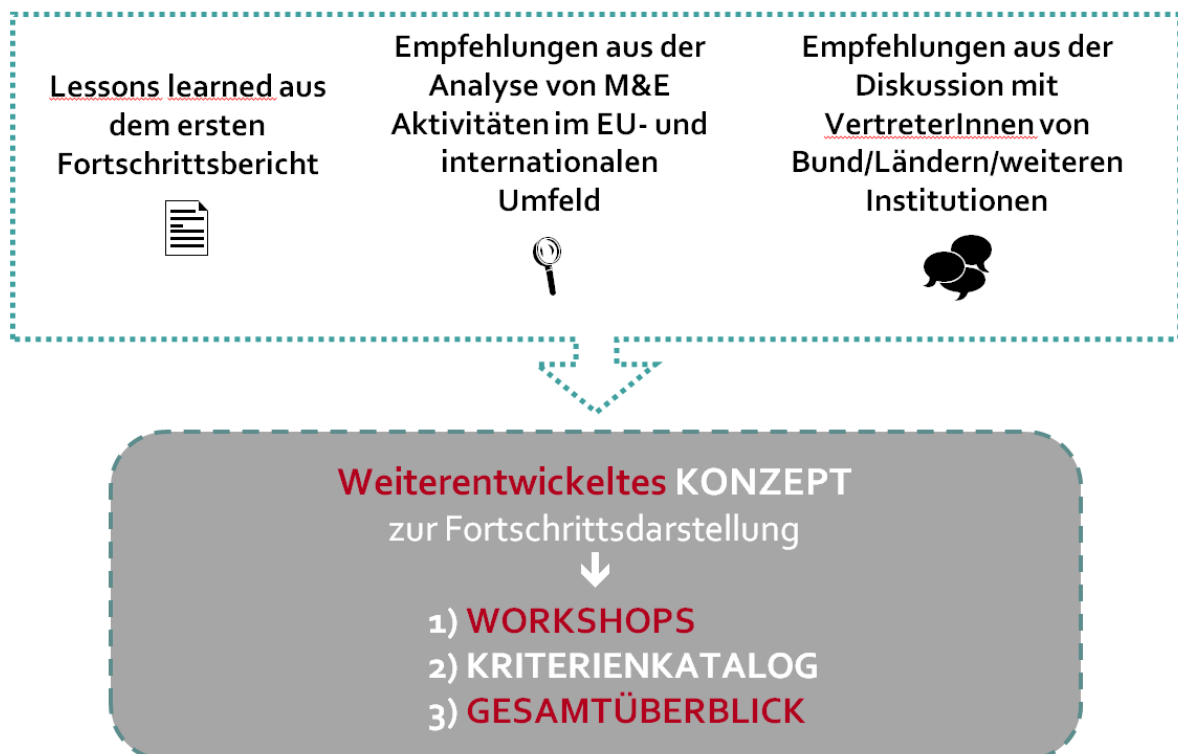 Lessons learned aus
dem ersten
Fortschrittsbericht
Empfehlungen aus der
Analyse von M&E
Aktivitäten im EU- und
internationalen
Umfeld
Empfehlungen aus der
Diskussion mit
VertreterInnen von
Bund/Ländern/weiteren
Institutionen
Weiterentwickeltes KONZEPT
zur Fortschrittsdarstellung
1) WORKSHOPS
2) KRITERIENKATALOG
3) GESAMTÜBERBLICK